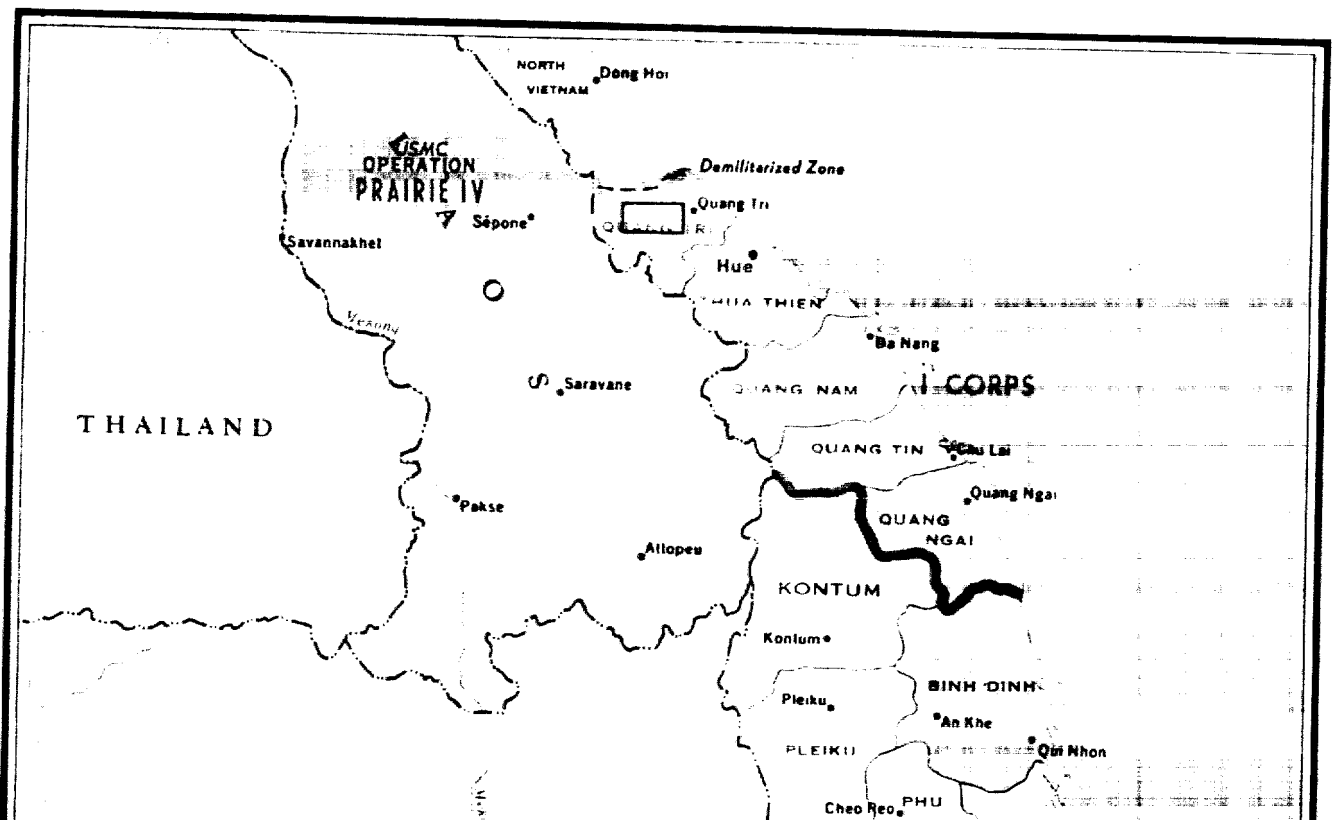 NORTH
VIETNAM
Dong Hoi
USMC
OPERATION
PRAIRIE IV
Demilitarized Zone
Quang Tri
Sépone
Savannakhet
Hue
THUA THIEN
Mekong
Da Nang
Saravane
QUANG NAM
I CORPS
THAILAND
QUANG TIN
Chu Lai
Pakse
Quang Ngai
QUANG
NGAI
Attopeu
KONTUM
Kontum
BINH DINH
Pleiku
An Khe
PLEIKU
Qui Nhon
Cheo Reo
PHU